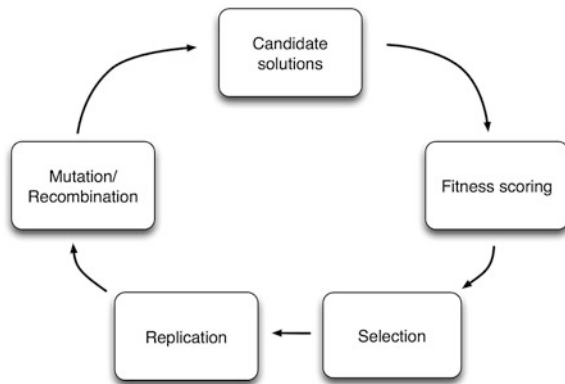 Candidate
solutions
Fitness scoring
Selection
Replication
Mutation/
Recombination